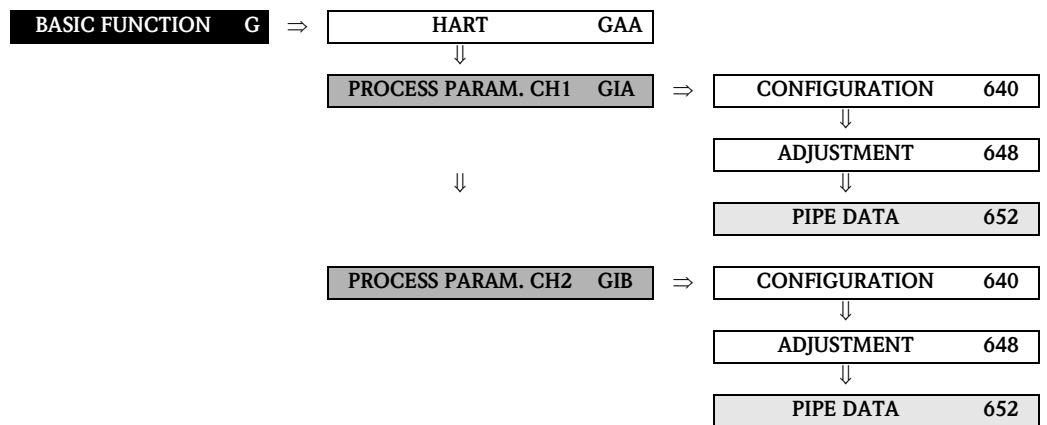 BASIC FUNCTION G ⇒ HART GAA
⇓
PROCESS PARAM. CH1 GIA ⇒ CONFIGURATION 640
⇓
ADJUSTMENT 648
⇓ ⇓
PIPE DATA 652
PROCESS PARAM. CH2 GIB ⇒ CONFIGURATION 640
⇓
ADJUSTMENT 648
⇓
PIPE DATA 652